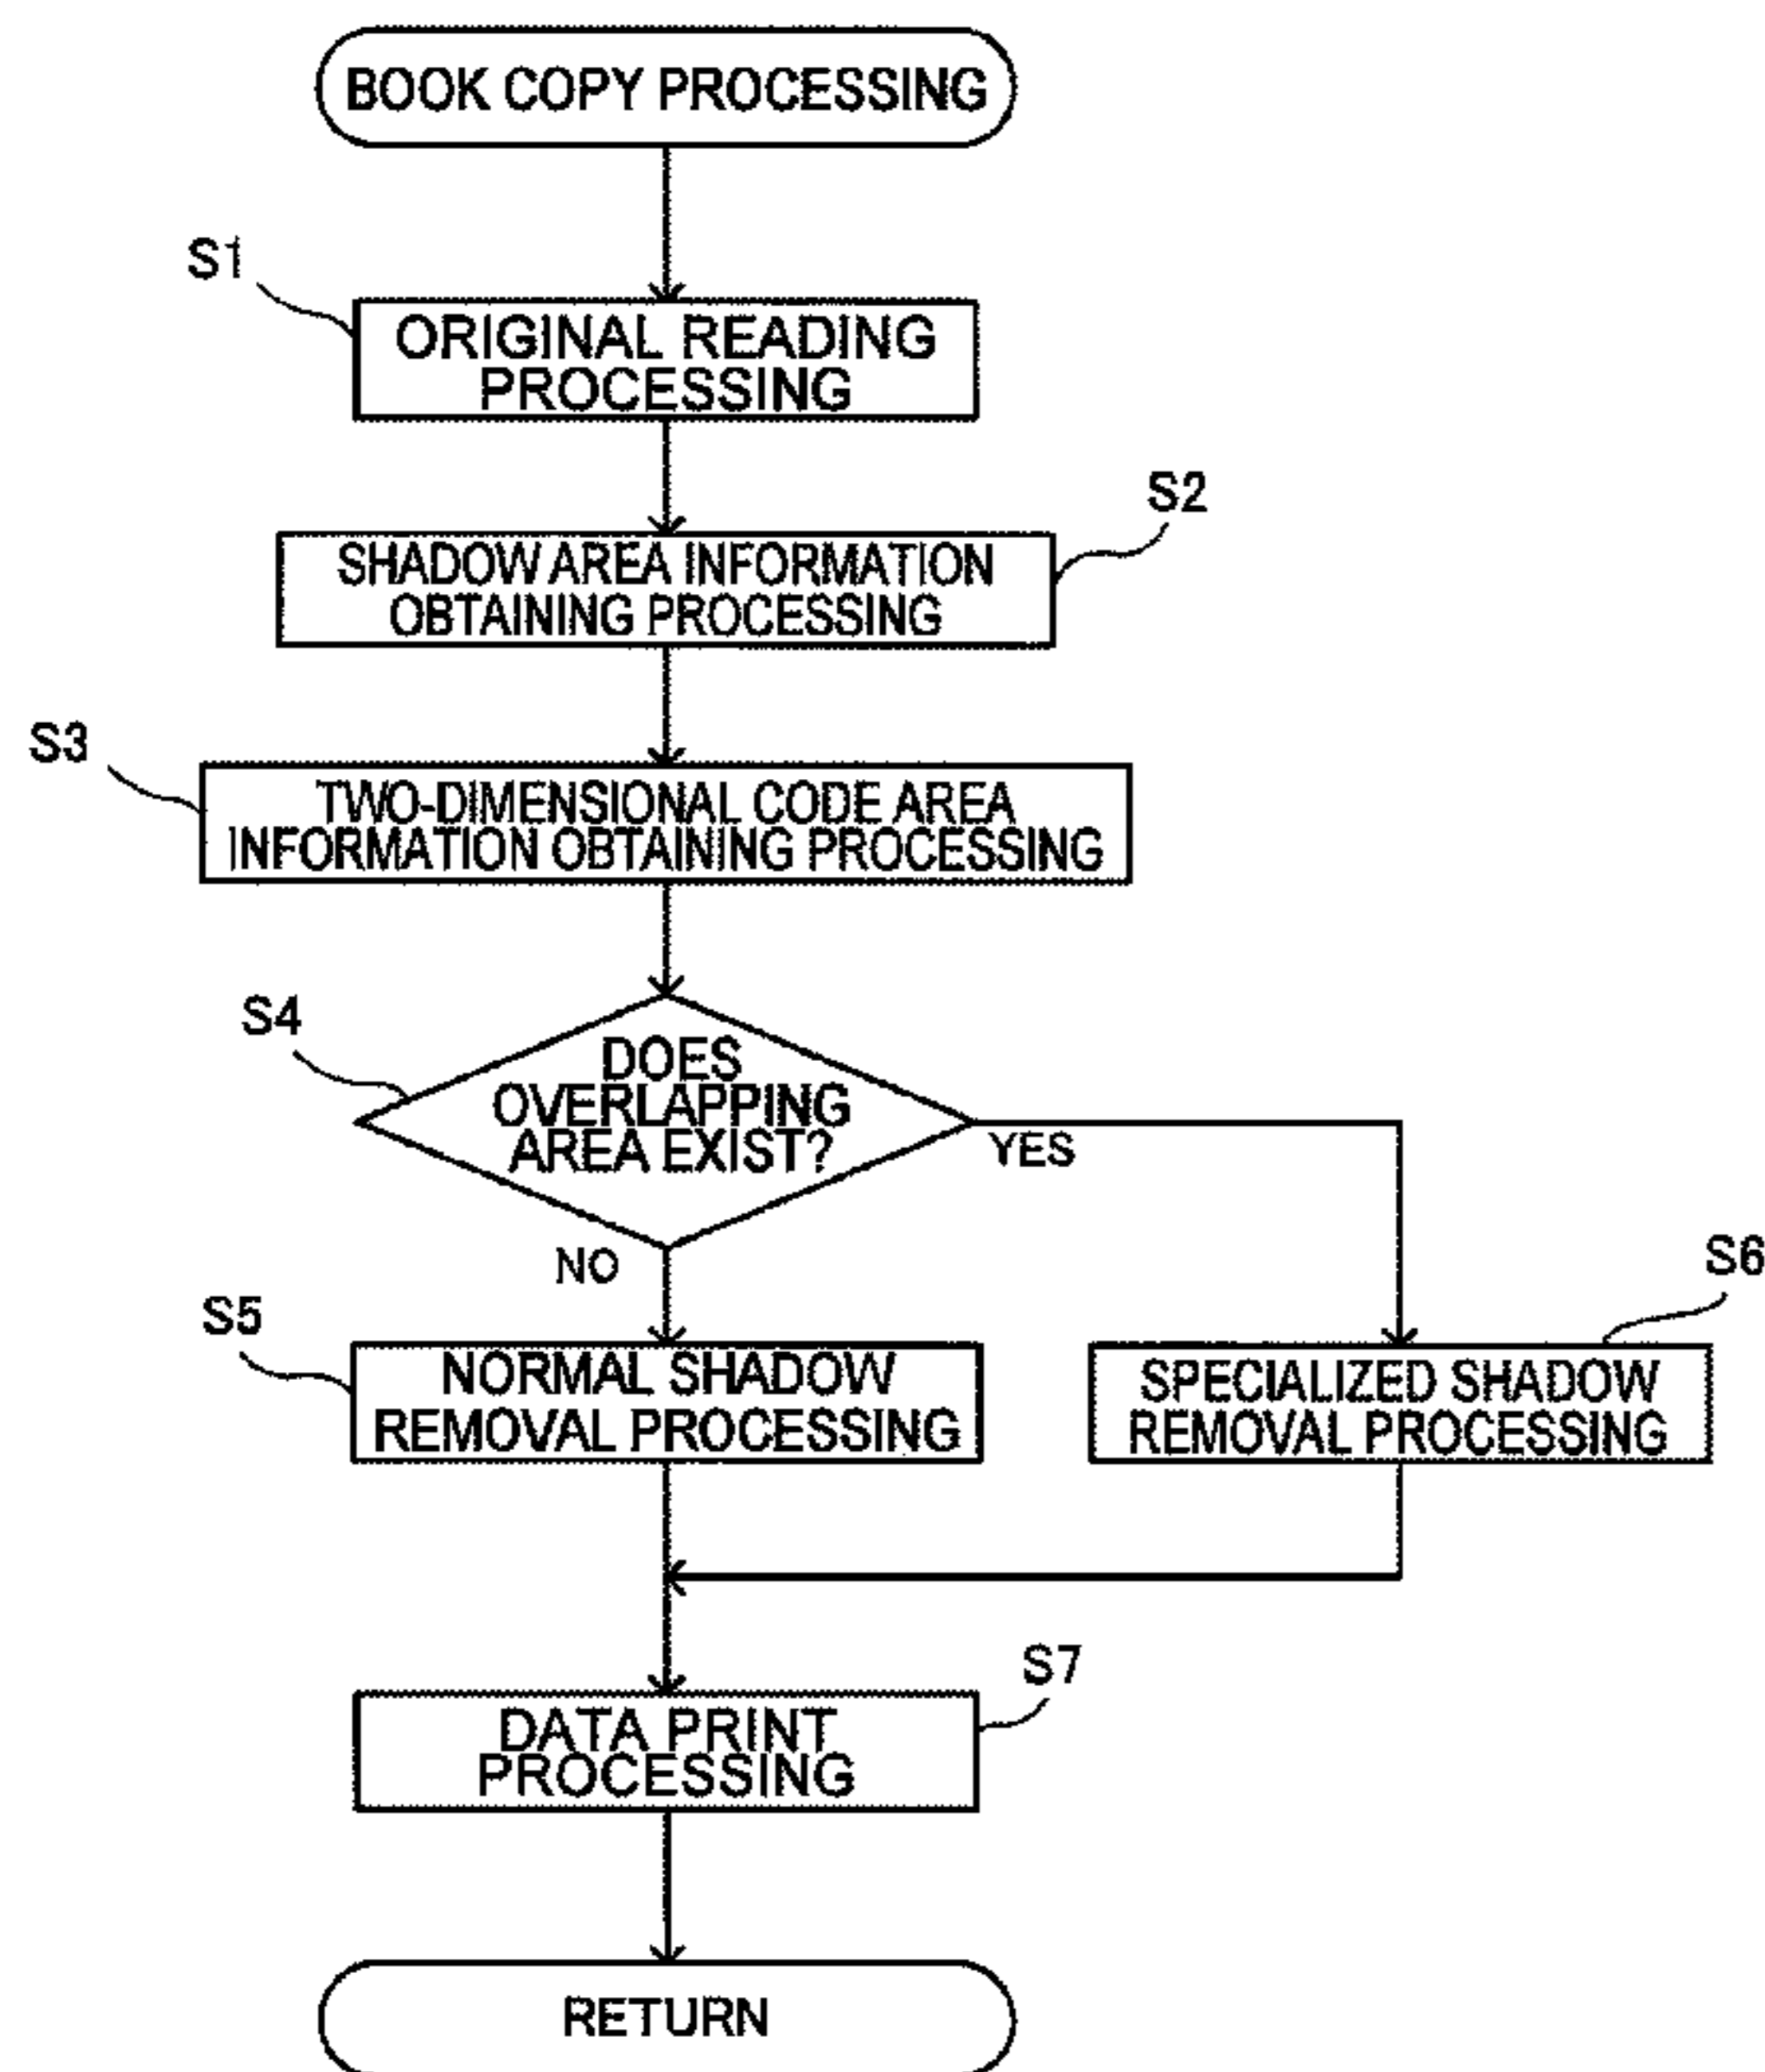 BOOK COPY PROCESSING
S1
ORIGINAL READING
PROCESSING
S2
SHADOW AREA INFORMATION
OBTAINING PROCESSING
S3
TWO-DIMENSIONAL CODE AREA
INFORMATION OBTAINING PROCESSING
S4
DOES
OVERLAPPING
AREA EXIST?
YES
NO
S5
NORMAL SHADOW
REMOVAL PROCESSING
S6
SPECIALIZED SHADOW
REMOVAL PROCESSING
S7
DATA PRINT
PROCESSING
RETURN